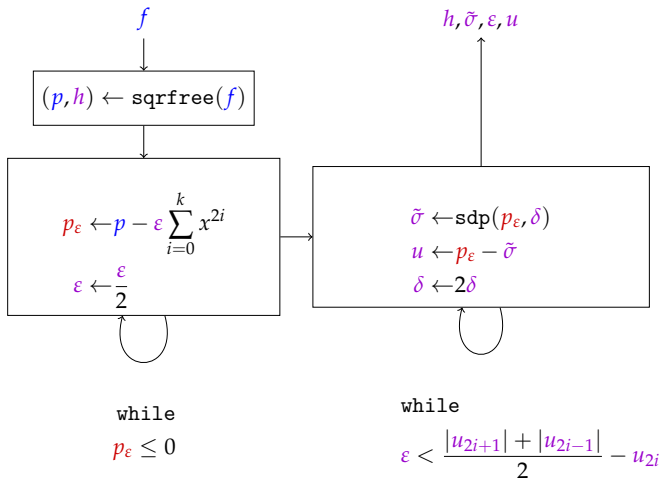 f
h, σ̃, ε, u
(p, h) ← sqrfree(f)
p_ε ← p − ε ∑_{i=0}^{k} x^{2i}
ε ← ε/2
σ̃ ← sdp(p_ε, δ)
u ← p_ε − σ̃
δ ← 2δ
while
p_ε ≤ 0
while
ε < (|u_{2i+1}| + |u_{2i−1}|)/2 − u_{2i}